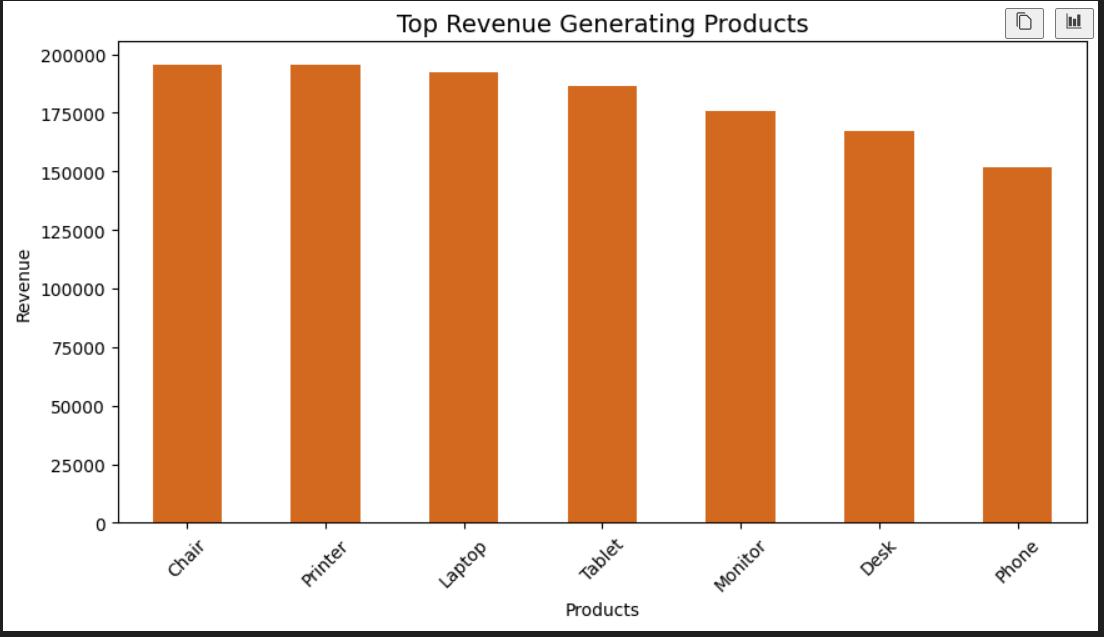 Top Revenue Generating Products
200000
175000
150000
125000
100000
75000
50000
25000
0
Revenue
Chair
Printer
Laptop
Tablet
Monitor
Desk
Phone
Products